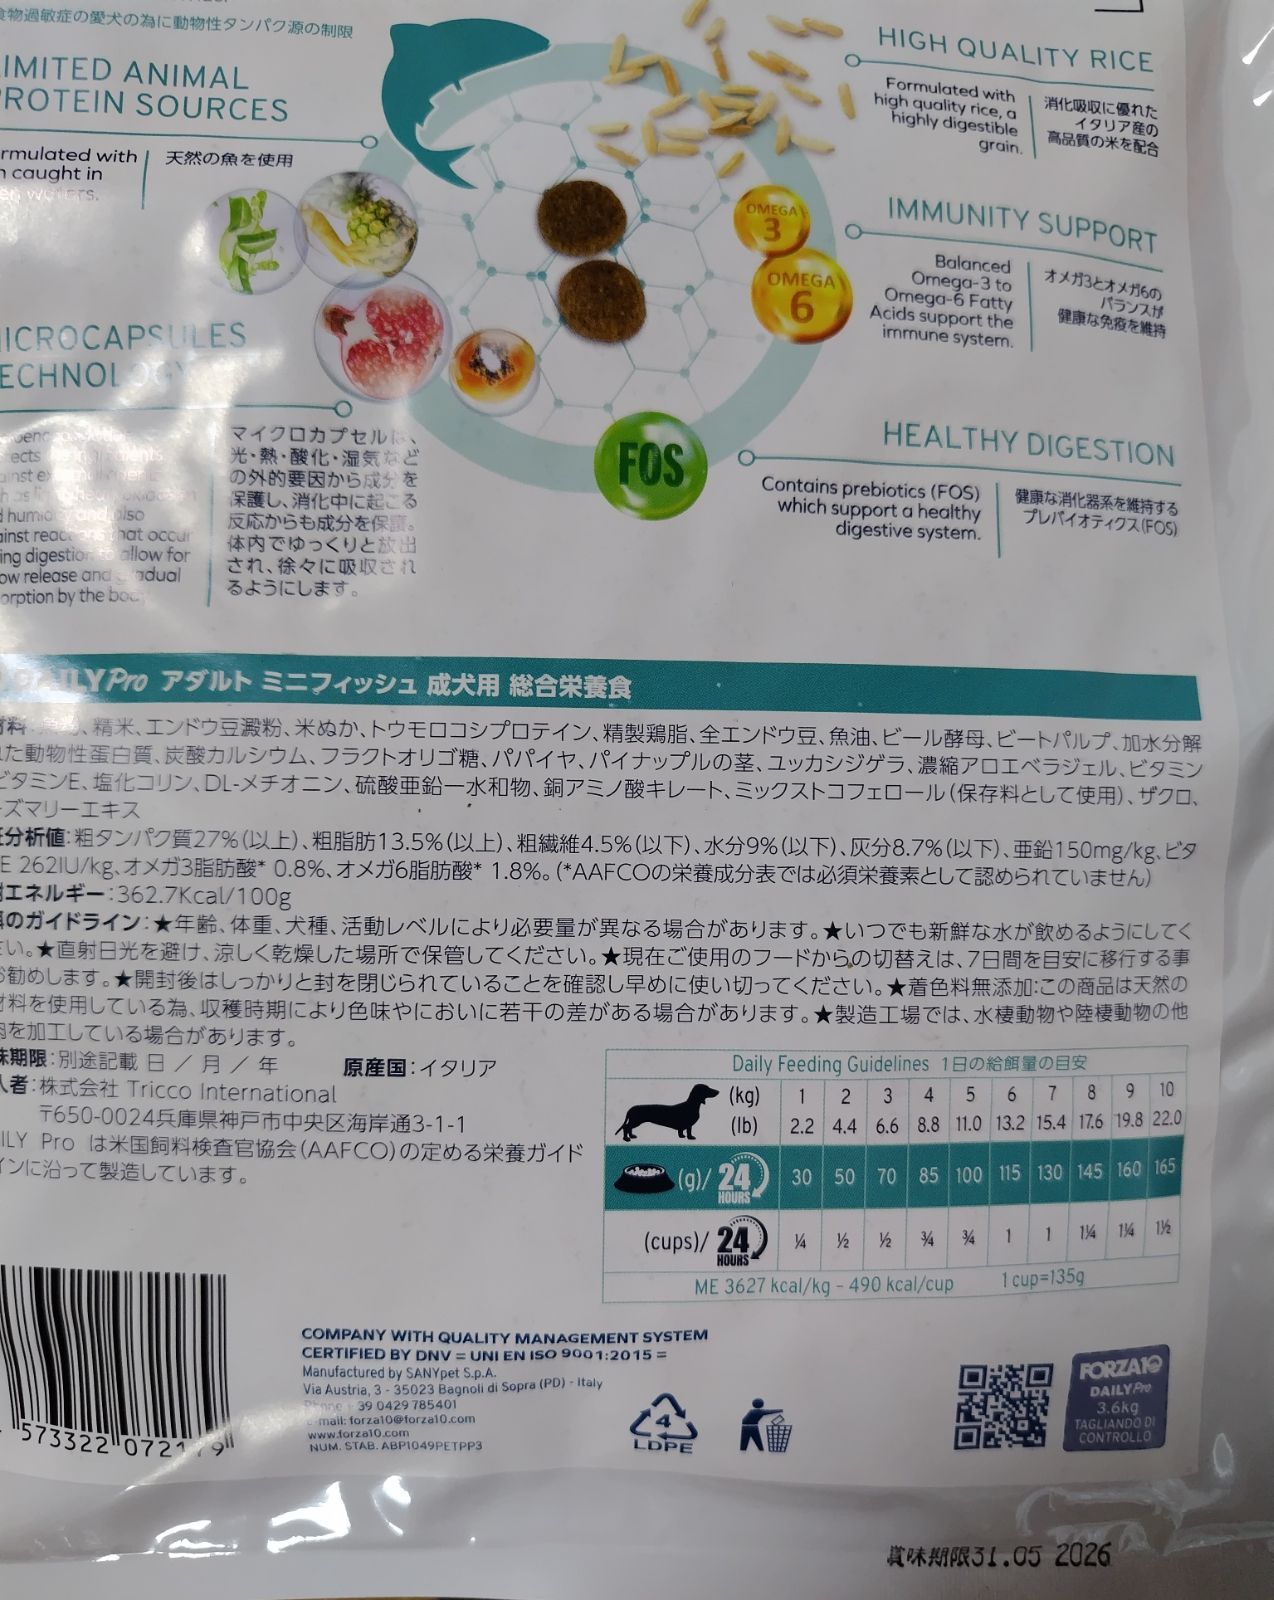 食物過敏症の愛犬の為に動物性タンパク源の制限
IMITED ANIMAL
ROTEIN SOURCES
rmulated with
n caught in
天然の魚を使用
HIGH QUALITY RICE
Formulated with
high quality rice, a
highly digestible
grain.
消化吸収に優れた
イタリア産の
高品質の米を配合
OMEGA
3
OMEGA
6
IMMUNITY SUPPORT
Balanced
Omega-3 to
Omega-6 Fatty
Acids support the
immune system.
オメガ3とオメガ6の
バランスが
健康な免疫を維持
ICROCAPSULES
ECHNOLOGY
ainst reactions that occur
ing digestion to allow for
ow release and gradual
orption by the body
マイクロカプセルは、
光・熱・酸化・湿気など
の外的要因から成分を
保護し、消化中に起こる
反応からも成分を保護。
体内でゆっくりと放出
され、徐々に吸収され
るようにします。
FOS
HEALTHY DIGESTION
Contains prebiotics (FOS)
which support a healthy
digestive system.
健康な消化器系を維持する
プレバイオティクス(FOS)
DAILY Pro アダルト ミニフィッシュ 成犬用 総合栄養食
材料:魚粉、精米、エンドウ豆澱粉、米ぬか、トウモロコシプロテイン、精製鶏脂、全エンドウ豆、魚油、ビール酵母、ビートパルプ、加水分解
れた動物性蛋白質、炭酸カルシウム、フラクトオリゴ糖、パパイヤ、パイナップルの茎、ユッカシジゲラ、濃縮アロエベラジェル、ビタミン
ビタミンE、塩化コリン、DL-メチオニン、硫酸亜鉛一水和物、銅アミノ酸キレート、ミックストコフェロール(保存料として使用)、ザクロ、
ーズマリーエキス
分析値:粗タンパク質27%(以上)、粗脂肪13.5%(以上)、粗繊維4.5%(以下)、水分9%(以下)、灰分8.7%(以下)、亜鉛150mg/kg、ビタ
E 262IU/kg、オメガ3脂肪酸* 0.8%、オメガ6脂肪酸* 1.8%。(*AAFCOの栄養成分表では必須栄養素として認められていません)
エネルギー:362.7Kcal/100g
のガイドライン:★年齢、体重、犬種、活動レベルにより必要量が異なる場合があります。★いつでも新鮮な水が飲めるようにしてく
い。★直射日光を避け、涼しく乾燥した場所で保管してください。★現在ご使用のフードからの切替えは、7日間を目安に移行する事
お勧めします。★開封後はしっかりと封を閉じられていることを確認し早めに使い切ってください。★着色料無添加:この商品は天然の
材料を使用している為、収穫時期により色味やにおいに若干の差がある場合があります。★製造工場では、水棲動物や陸棲動物の他
肉を加工している場合があります。
味期限:別途記載 日 / 月 / 年 原産国:イタリア
入者:株式会社 Tricco International
〒650-0024兵庫県神戸市中央区海岸通3-1-1
ILY Pro は米国飼料検査官協会(AAFCO)の定める栄養ガイド
インに沿って製造しています。
Daily Feeding Guidelines 1日の給餌量の目安
(kg) 1 2 3 4 5 6 7 8 9 10
(lb) 2.2 4.4 6.6 8.8 11.0 13.2 15.4 17.6 19.8 22.0
(g)/ 24 HOURS 30 50 70 85 100 115 130 145 160 165
(cups)/ 24 HOURS ¼ ½ ½ ¾ ¾ 1 1 1¼ 1¼ 1½
ME 3627 kcal/kg - 490 kcal/cup 1 cup=135g
573322 072179
COMPANY WITH QUALITY MANAGEMENT SYSTEM
CERTIFIED BY DNV = UNI EN ISO 9001:2015 =
Manufactured by SANYpet S.p.A.
Via Austria, 3 - 35023 Bagnoli di Sopra (PD) - Italy
Phone 39 0429 785401
e-mail: forza10@forza10.com
www.forza10.com
NUM. STAB. ABP1049PETPP3
4
LDPE
FORZA10
DAILY Pro
3.6kg
TAGLIANDO DI
CONTROLLO
賞味期限31.05 2026